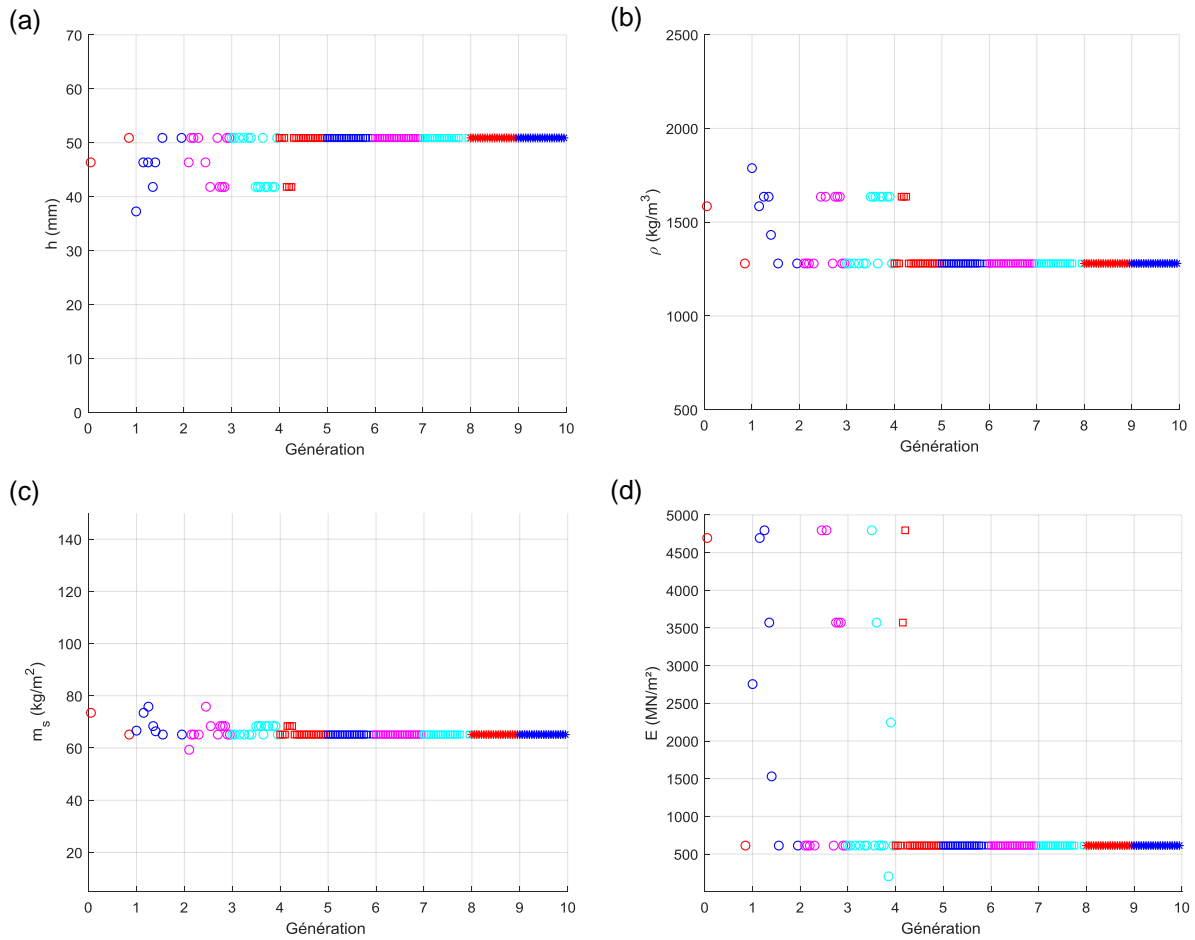 (a)
70
60
50
40
30
20
10
0
h (mm)
0 1 2 3 4 5 6 7 8 9 10
Génération
(b)
2500
2000
1500
1000
500
ρ (kg/m³)
0 1 2 3 4 5 6 7 8 9 10
Génération
(c)
140
120
100
80
60
40
20
m s (kg/m²)
0 1 2 3 4 5 6 7 8 9 10
Génération
(d)
5000
4500
4000
3500
3000
2500
2000
1500
1000
500
E (MN/m²)
0 1 2 3 4 5 6 7 8 9 10
Génération